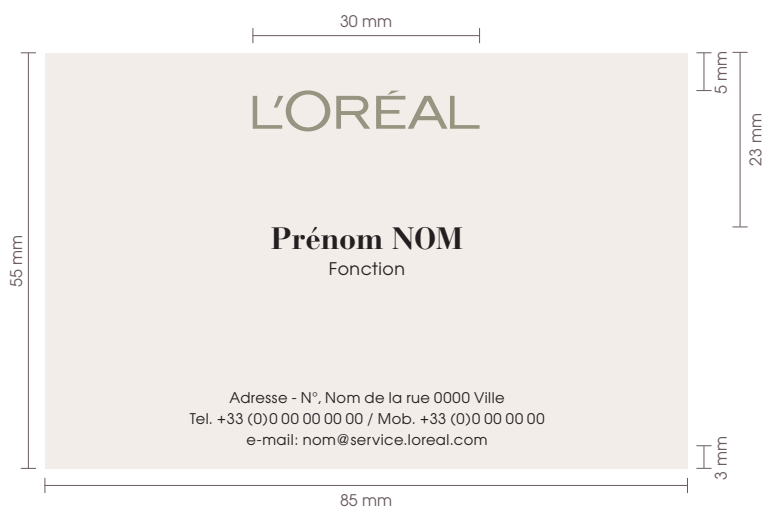 30 mm
5 mm
L'ORÉAL
23 mm
Prénom NOM
Fonction
55 mm
Adresse - N°, Nom de la rue 0000 Ville
Tel. +33 (0)0 00 00 00 00 / Mob. +33 (0)0 00 00 00
e-mail: nom@service.loreal.com
3 mm
85 mm